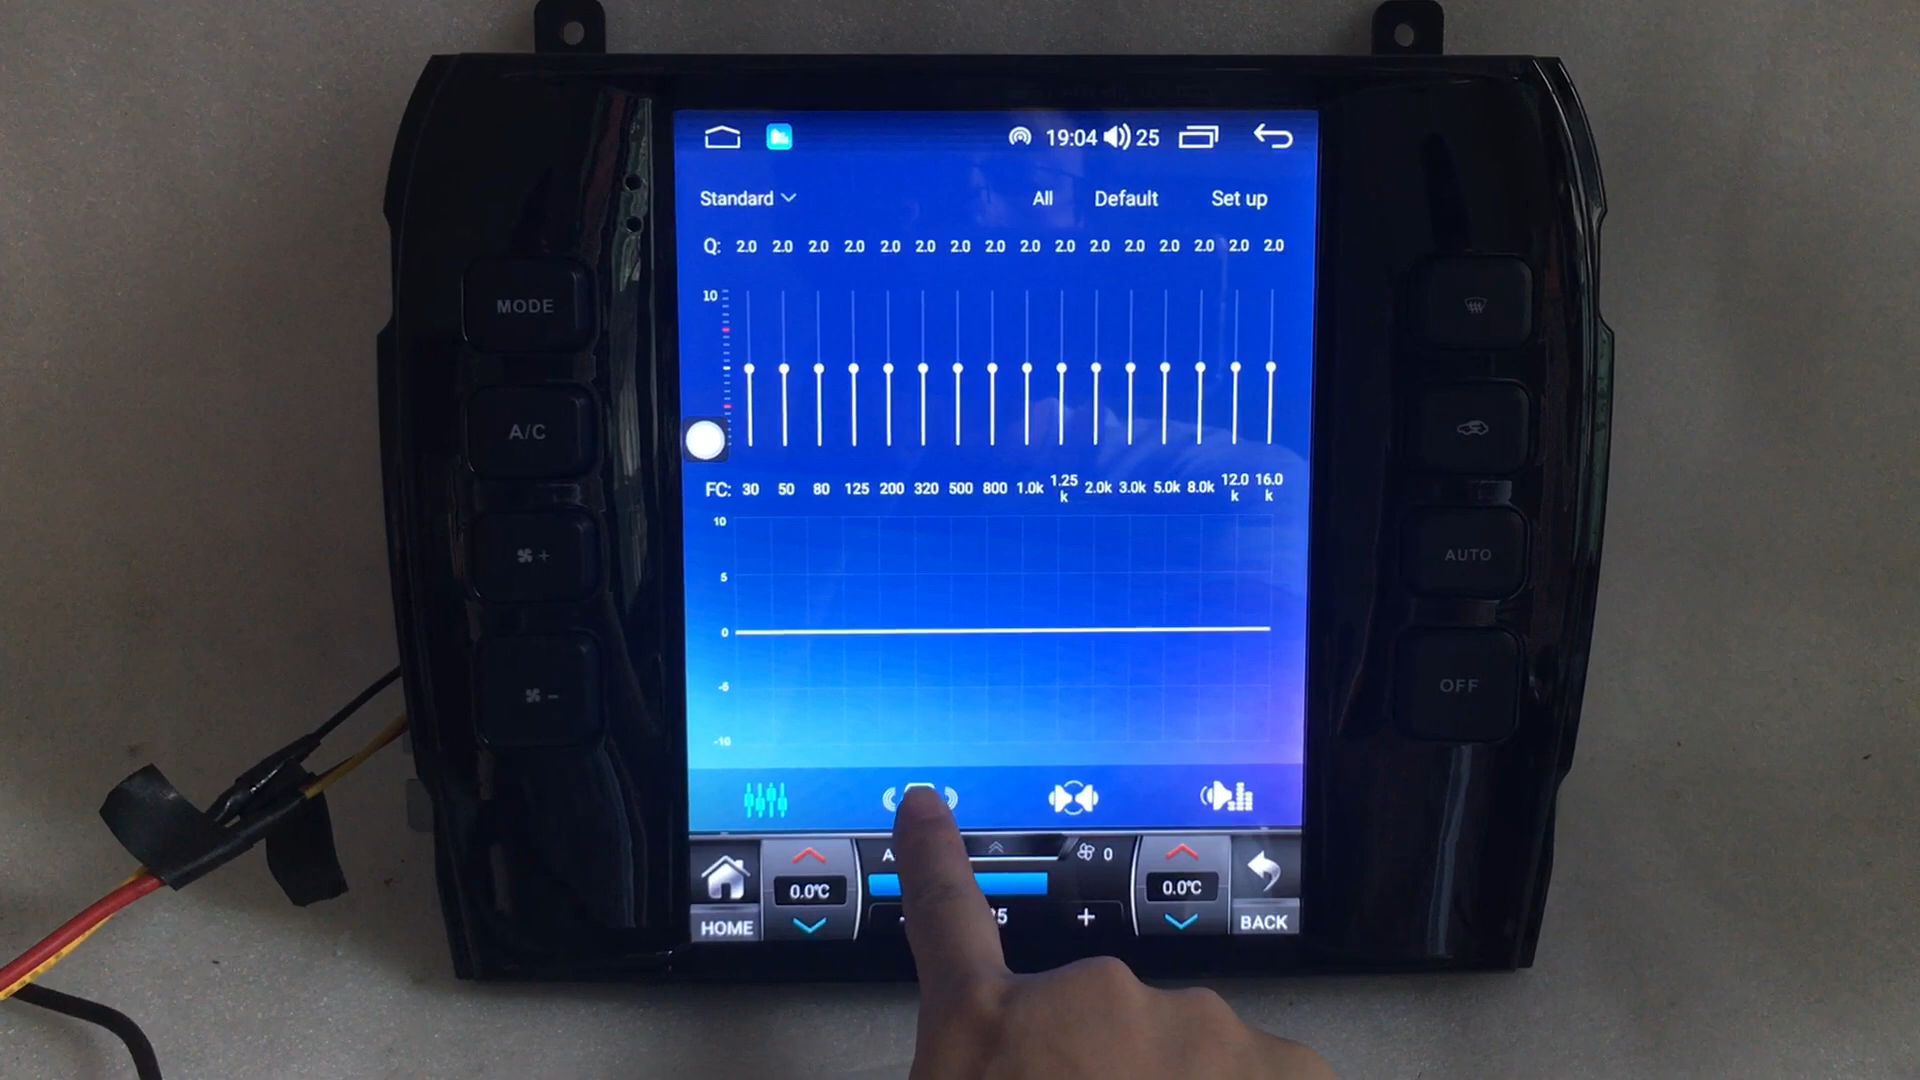 19:04 25
Standard All Default Set up
Q: 2.0 2.0 2.0 2.0 2.0 2.0 2.0 2.0 2.0 2.0 2.0 2.0 2.0 2.0 2.0 2.0
10
FC: 30 50 80 125 200 320 500 800 1.0k 1.25k 2.0k 3.0k 5.0k 8.0k 12.0k 16.0k
10
5
0
-5
-10
MODE
A/C
+
-
AUTO
OFF
0
0.0°C 0.0°C
+
HOME BACK